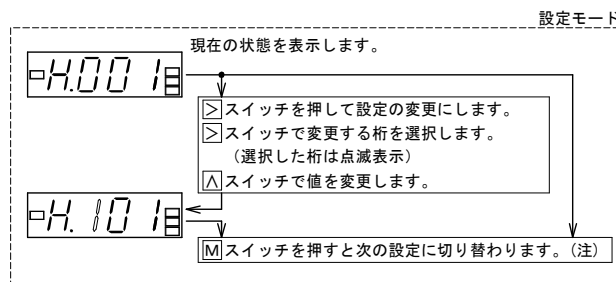 設定モード
現在の状態を表示します。
-H.001
>スイッチを押して設定の変更にします。
>スイッチで変更する桁を選択します。
(選択した桁は点滅表示)
∧スイッチで値を変更します。
-H.101
Mスイッチを押すと次の設定に切り替わります。(注)